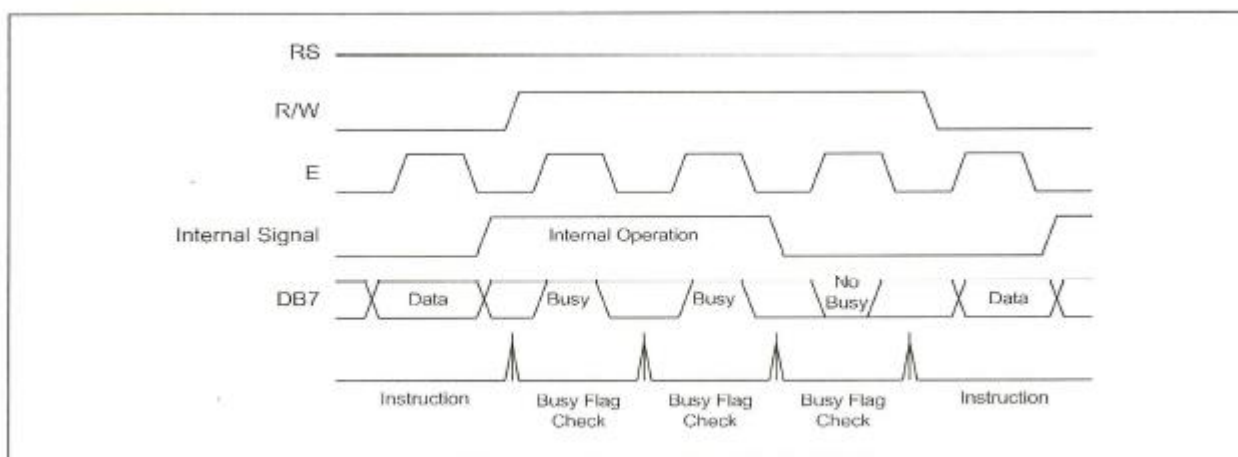 RS
R/W
E
Internal Signal
Internal Operation
DB7
Data
Busy
Busy
No
Busy
Data
Instruction
Busy Flag
Check
Busy Flag
Check
Busy Flag
Check
Instruction